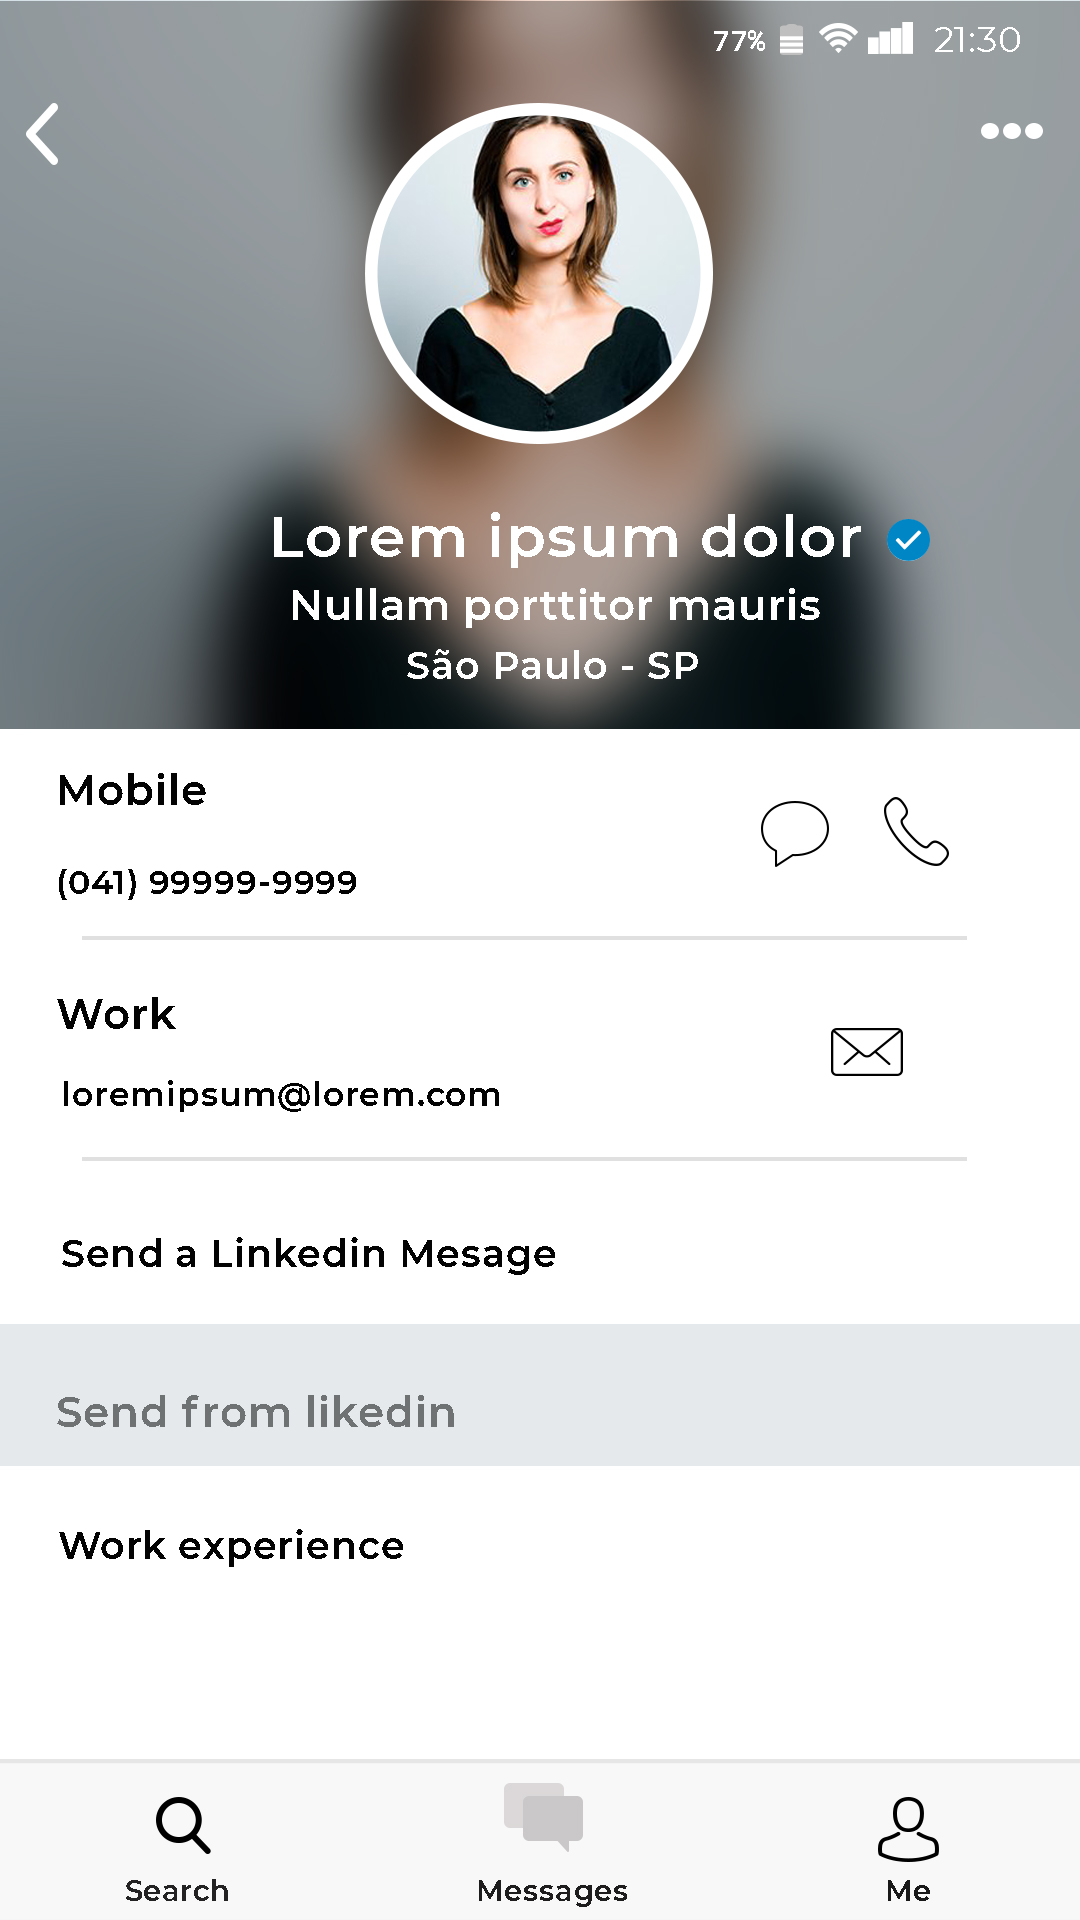 77% 21:30
Lorem ipsum dolor
Nullam porttitor mauris
São Paulo - SP
Mobile
(041) 99999-9999
Work
loremipsum@lorem.com
Send a Linkedin Mesage
Send from likedin
Work experience
Search Messages Me